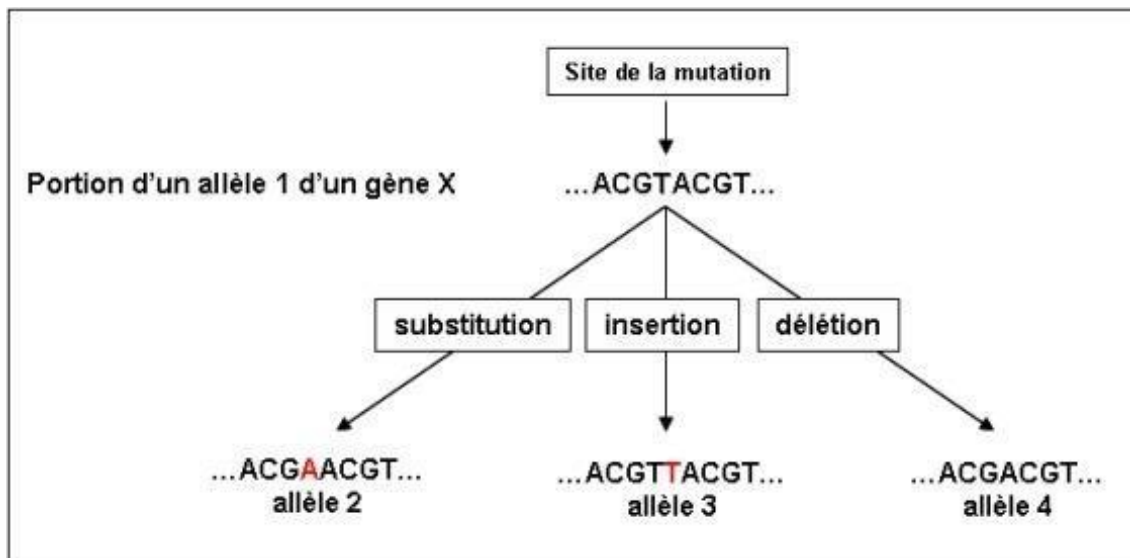 Site de la mutation
Portion d'un allèle 1 d'un gène X
...ACGTACGT...
substitution
insertion
délétion
...ACGAACGT...
allèle 2
...ACGTTACGT...
allèle 3
...ACGACGT...
allèle 4